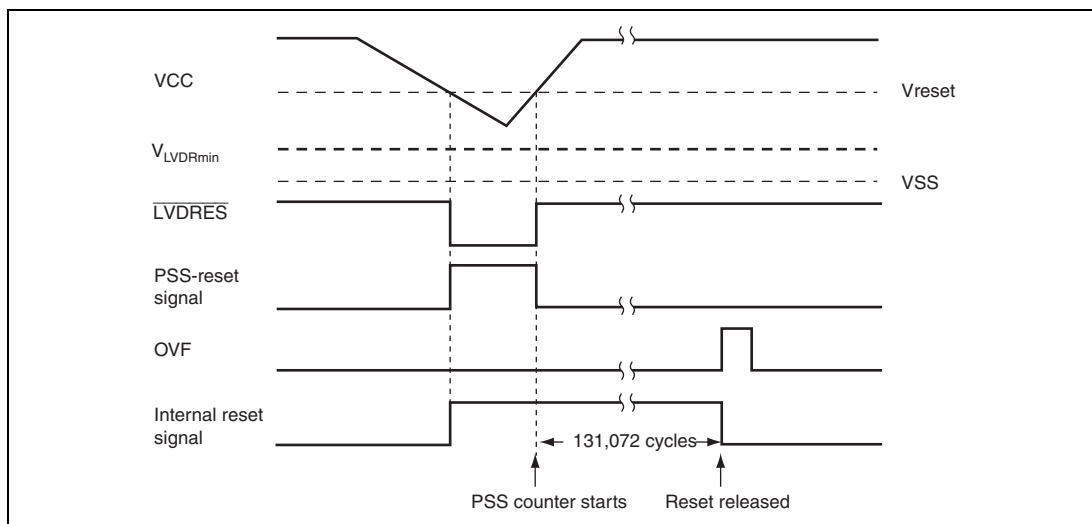 VCC
Vreset
VLVDRmin
VSS
LVDRES
PSS-reset
signal
OVF
Internal reset
signal
131,072 cycles
PSS counter starts
Reset released